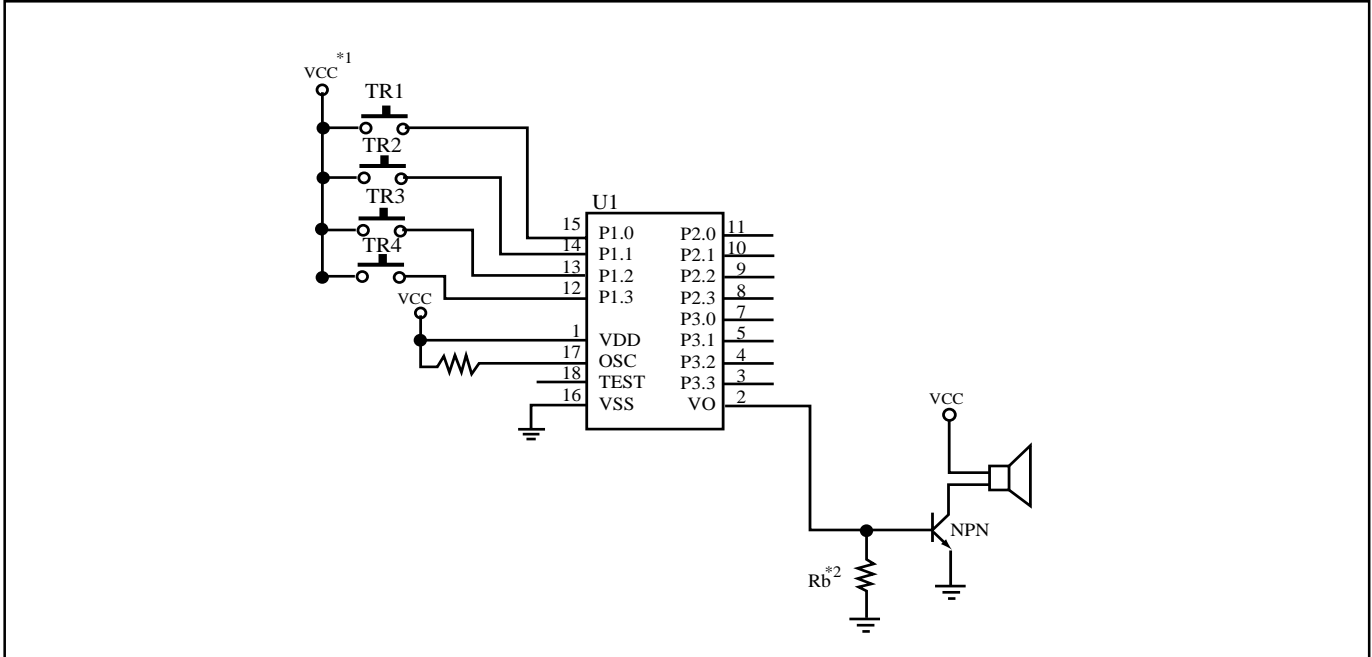 VCC *1
TR1
TR2
TR3
TR4
VCC
U1
15 P1.0 P2.0 11
14 P1.1 P2.1 10
13 P1.2 P2.2 9
12 P1.3 P2.3 8
P3.0 7
1 VDD P3.1 5
17 OSC P3.2 4
18 TEST P3.3 3
16 VSS VO 2
VCC
NPN
Rb*2